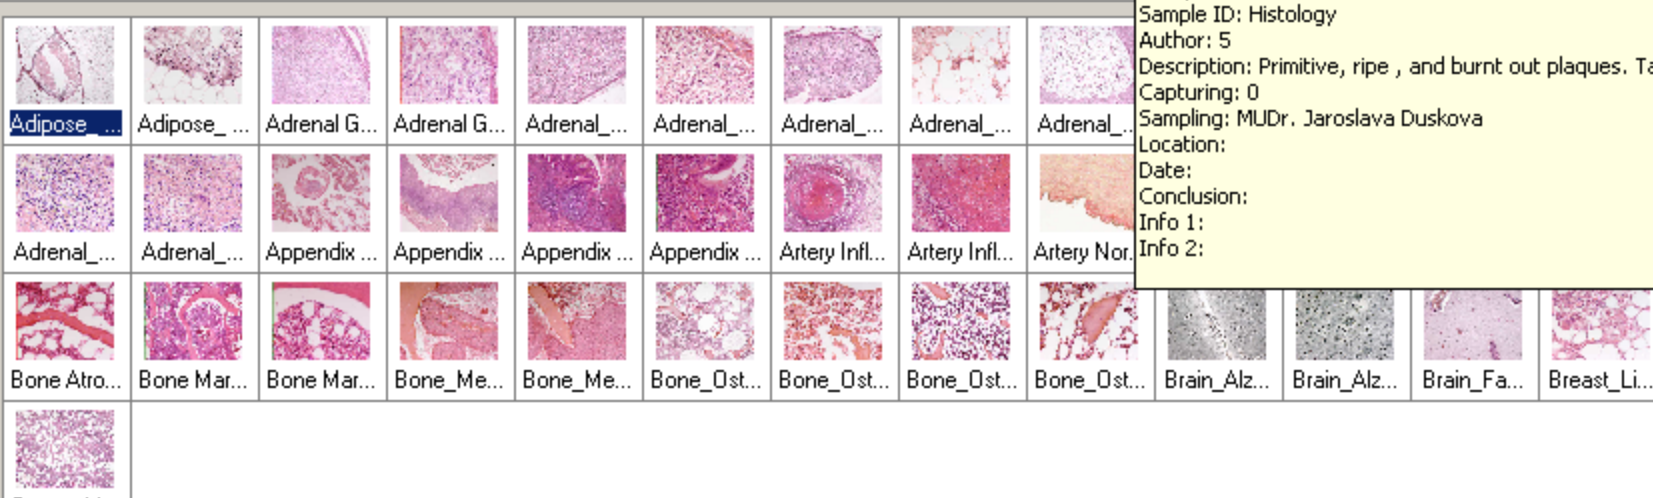 Sample ID: Histology
Author: 5
Description: Primitive, ripe , and burnt out plaques. Ta
Capturing: 0
Sampling: MUDr. Jaroslava Duskova
Location:
Date:
Conclusion:
Info 1:
Info 2:
Adipose_ ... Adipose_ ... Adrenal G... Adrenal G... Adrenal_... Adrenal_... Adrenal_... Adrenal_... Adrenal_...
Adrenal_... Adrenal_... Appendix ... Appendix ... Appendix ... Appendix ... Artery Infl... Artery Infl... Artery Nor...
Bone Atro... Bone Mar... Bone Mar... Bone_Me... Bone_Me... Bone_Ost... Bone_Ost... Bone_Ost... Bone_Ost... Brain_Alz... Brain_Alz... Brain_Fa... Breast_Li...